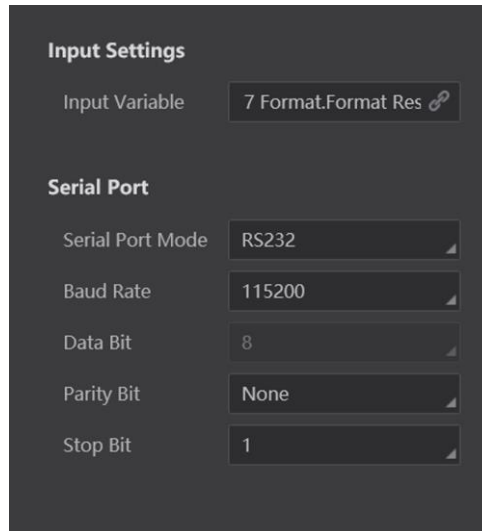 Input Settings
Input Variable 7 Format.Format Res
Serial Port
Serial Port Mode RS232
Baud Rate 115200
Data Bit 8
Parity Bit None
Stop Bit 1